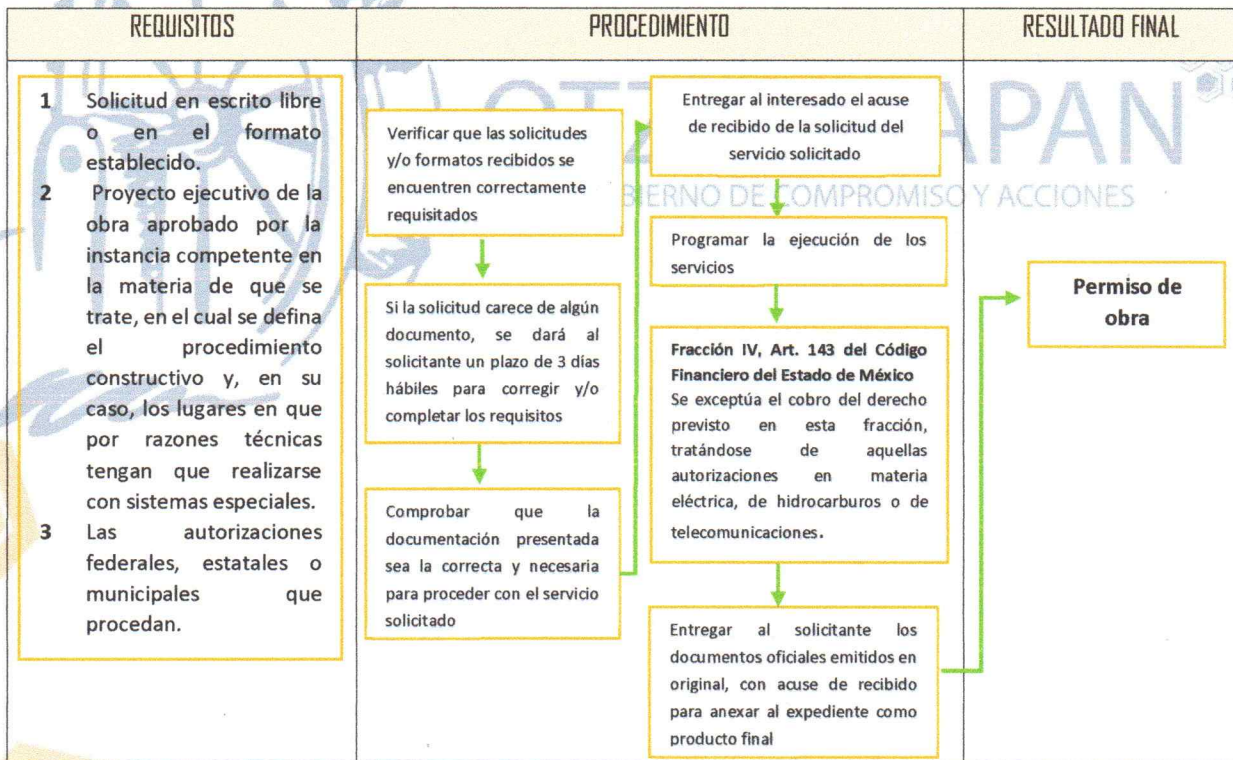 REQUISITOS
PROCEDIMIENTO
RESULTADO FINAL
1 Solicitud en escrito libre
o en el formato
establecido.
2 Proyecto ejecutivo de la
obra aprobado por la
instancia competente en
la materia de que se
trate, en el cual se defina
el procedimiento
constructivo y, en su
caso, los lugares en que
por razones técnicas
tengan que realizarse
con sistemas especiales.
3 Las autorizaciones
federales, estatales o
municipales que
procedan.
Verificar que las solicitudes
y/o formatos recibidos se
encuentren correctamente
requisitados
Si la solicitud carece de algún
documento, se dará al
solicitante un plazo de 3 días
hábiles para corregir y/o
completar los requisitos
Comprobar que la
documentación presentada
sea la correcta y necesaria
para proceder con el servicio
solicitado
Entregar al interesado el acuse
de recibido de la solicitud del
servicio solicitado
Programar la ejecución de los
servicios
Fracción IV, Art. 143 del Código
Financiero del Estado de México
Se exceptúa el cobro del derecho
previsto en esta fracción,
tratándose de aquellas
autorizaciones en materia
eléctrica, de hidrocarburos o de
telecomunicaciones.
Entregar al solicitante los
documentos oficiales emitidos en
original, con acuse de recibido
para anexar al expediente como
producto final
Permiso de
obra
APAN
DE COMPROMISO Y ACCIONES